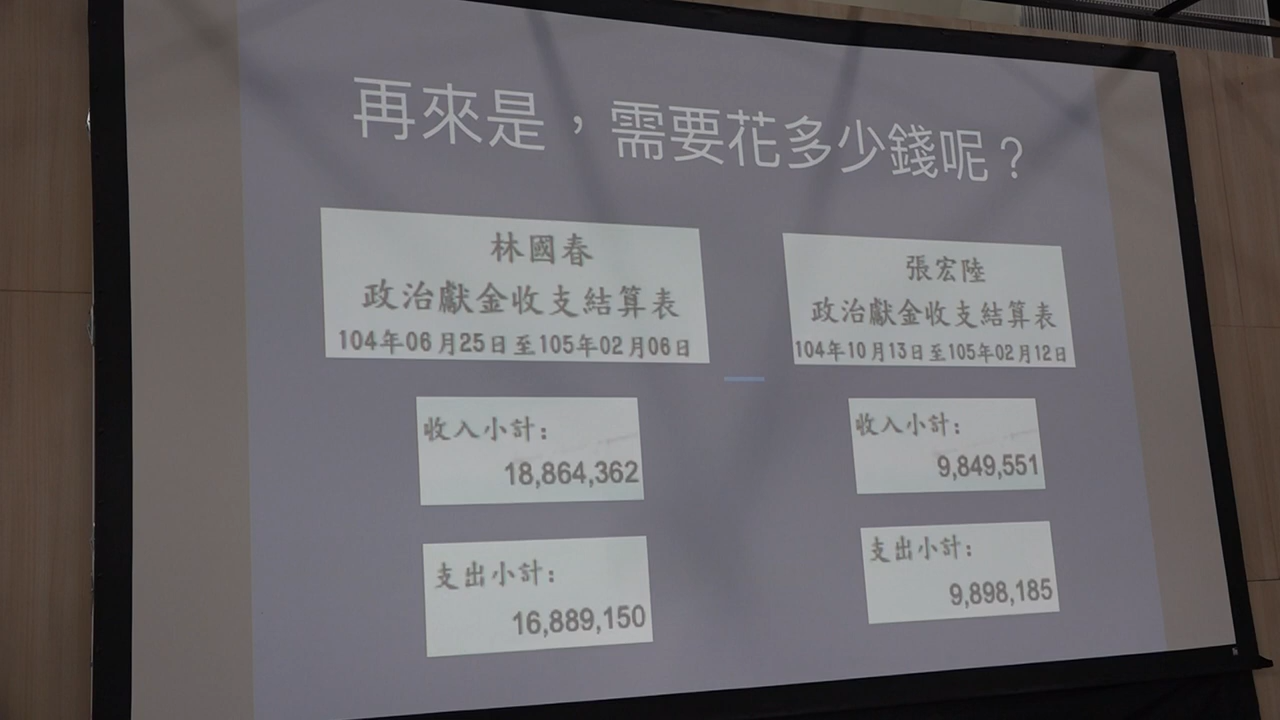 再來是，需要花多少錢呢？
林國春
政治獻金收支結算表
104年06月25日至105年02月06日
張宏陸
政治獻金收支結算表
104年10月13日至105年02月12日
收入小計：
18,864,362
收入小計：
9,849,551
支出小計：
16,889,150
支出小計：
9,898,185